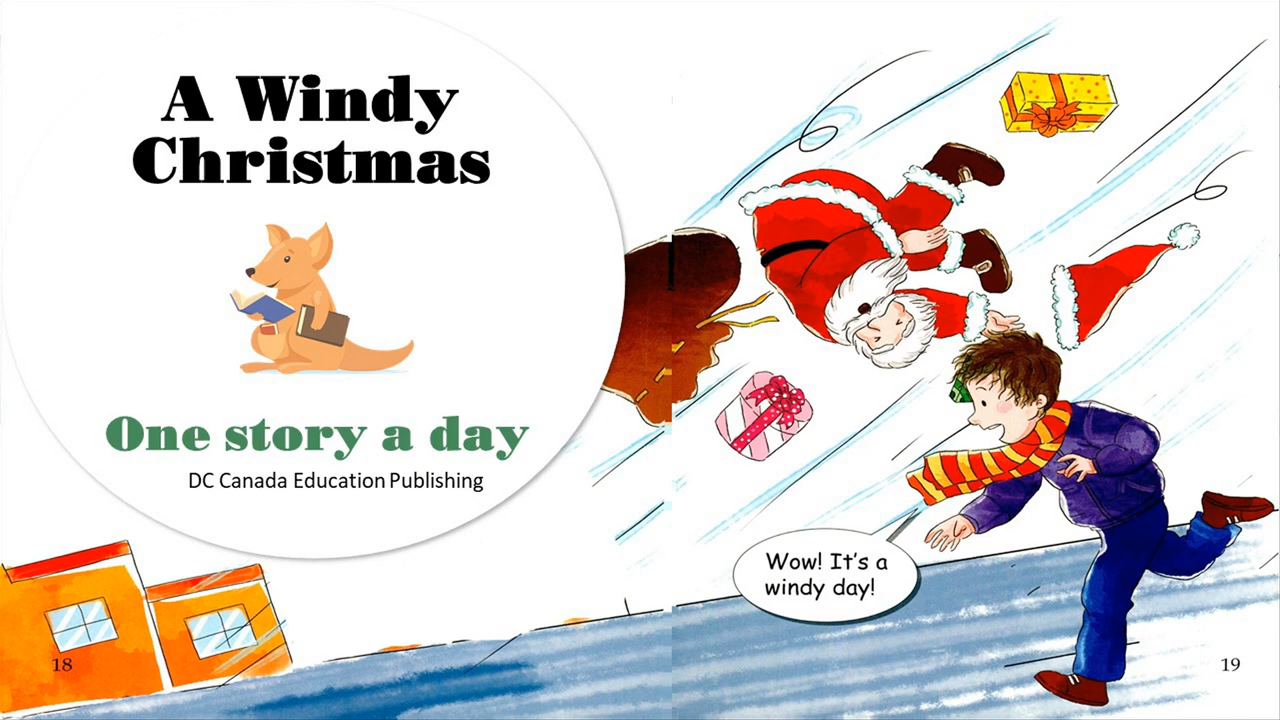 A Windy
Christmas
One story a day
DC Canada Education Publishing
18
Wow! It's a
windy day!
19